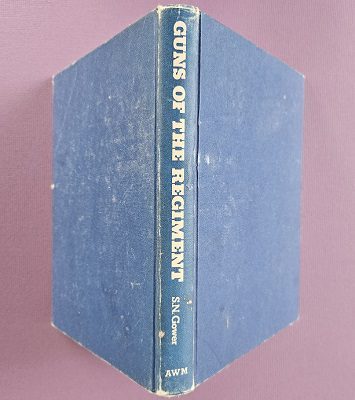 GUNS OF THE REGIMENT
S.N. Gower
AWM